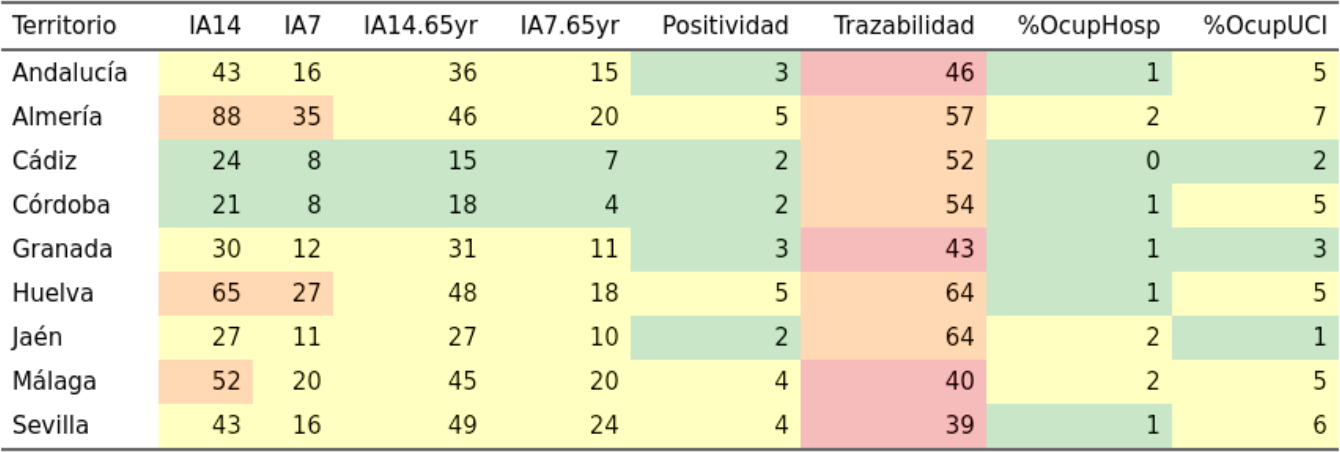 Territorio IA14 IA7 IA14.65yr IA7.65yr Positividad Trazabilidad %OcupHosp %OcupUCI
Andalucía 43 16 36 15 3 46 1 5
Almería 88 35 46 20 5 57 2 7
Cádiz 24 8 15 7 2 52 0 2
Córdoba 21 8 18 4 2 54 1 5
Granada 30 12 31 11 3 43 1 3
Huelva 65 27 48 18 5 64 1 5
Jaén 27 11 27 10 2 64 2 1
Málaga 52 20 45 20 4 40 2 5
Sevilla 43 16 49 24 4 39 1 6